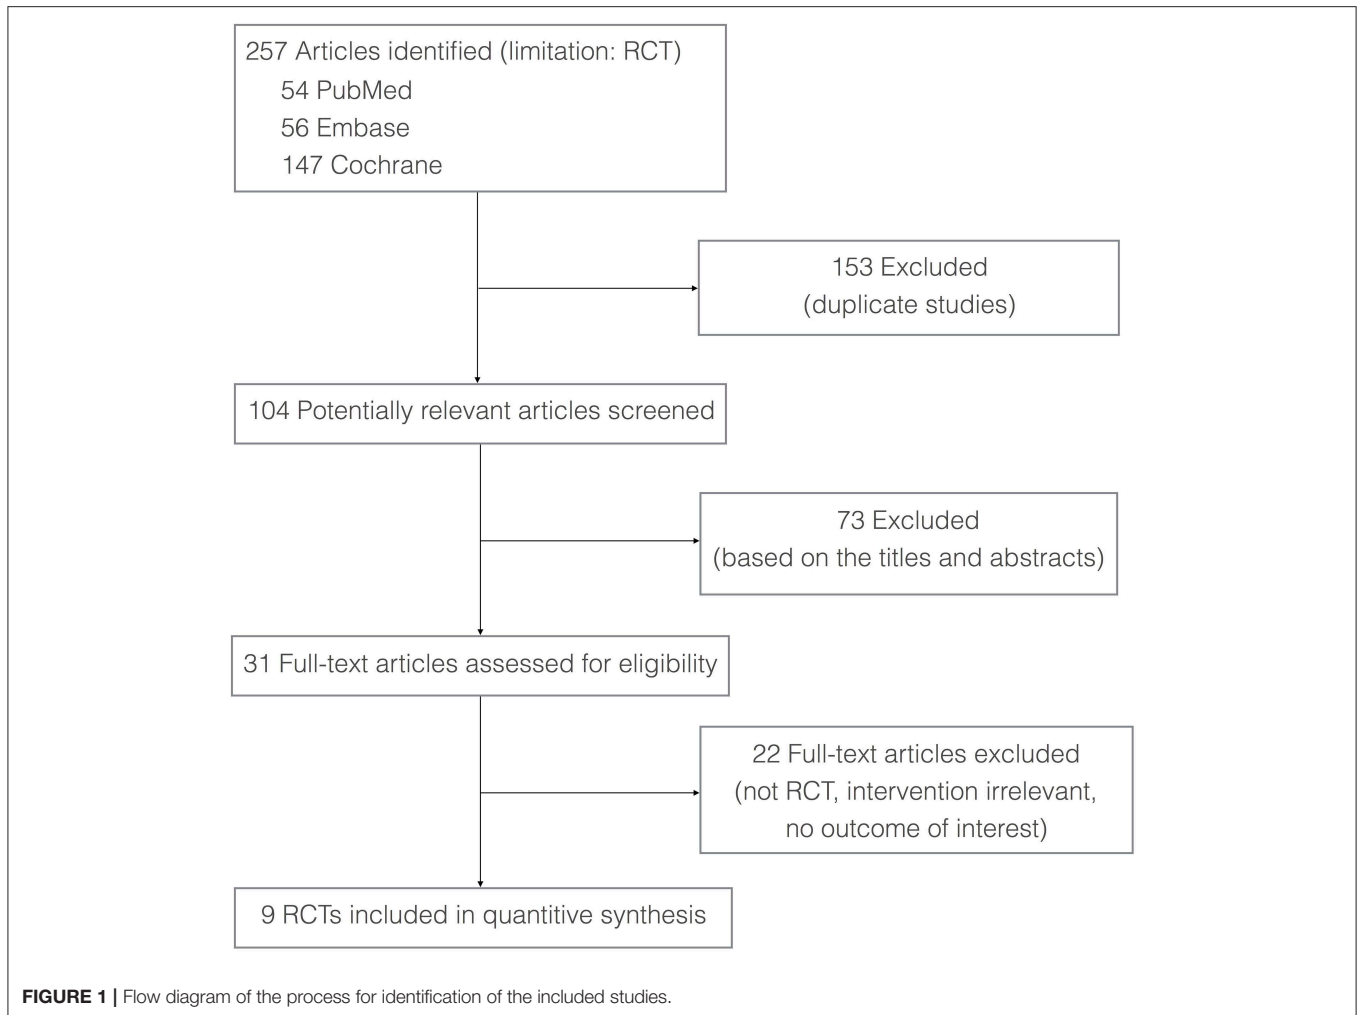 257 Articles identified (limitation: RCT)
54 PubMed
56 Embase
147 Cochrane
153 Excluded
(duplicate studies)
104 Potentially relevant articles screened
73 Excluded
(based on the titles and abstracts)
31 Full-text articles assessed for eligibility
22 Full-text articles excluded
(not RCT, intervention irrelevant,
no outcome of interest)
9 RCTs included in quantitive synthesis
FIGURE 1 | Flow diagram of the process for identification of the included studies.